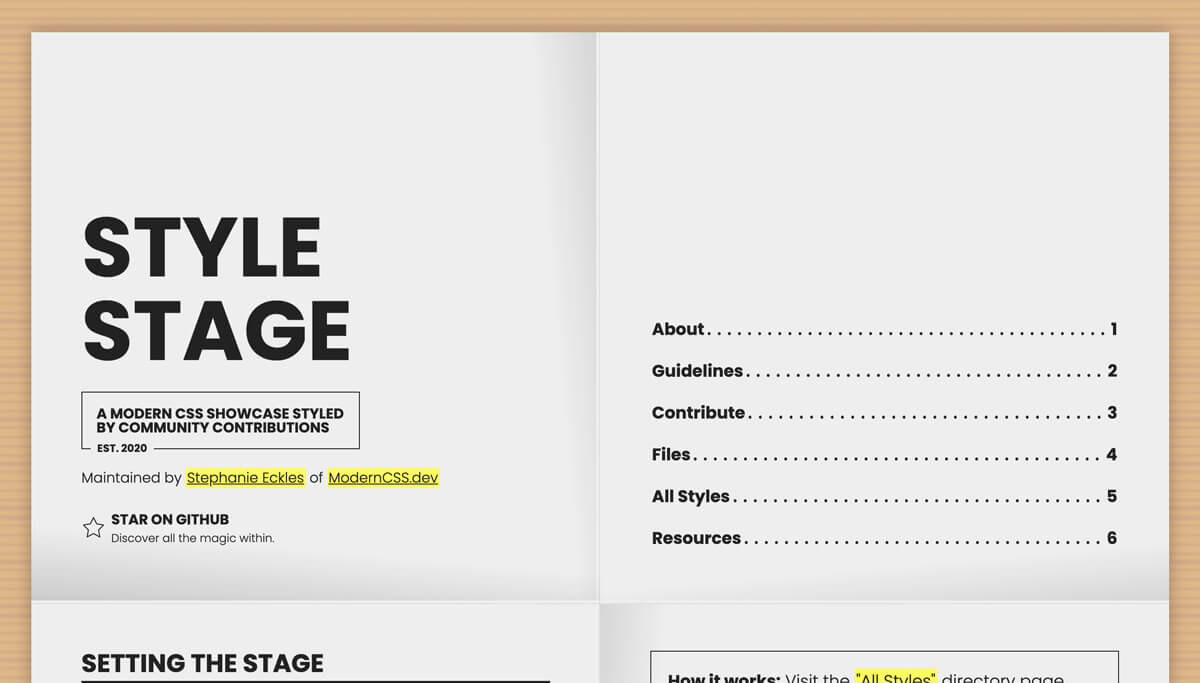 STYLE
STAGE
A MODERN CSS SHOWCASE STYLED
BY COMMUNITY CONTRIBUTIONS
EST. 2020
Maintained by Stephanie Eckles of ModernCSS.dev
STAR ON GITHUB
Discover all the magic within.
About . . . . . . . . . . . . . . . . . . . . . . . . . . . . . . . . . . . . . . . 1
Guidelines . . . . . . . . . . . . . . . . . . . . . . . . . . . . . . . . . . . 2
Contribute . . . . . . . . . . . . . . . . . . . . . . . . . . . . . . . . . . . 3
Files . . . . . . . . . . . . . . . . . . . . . . . . . . . . . . . . . . . . . . . . 4
All Styles . . . . . . . . . . . . . . . . . . . . . . . . . . . . . . . . . . . . 5
Resources . . . . . . . . . . . . . . . . . . . . . . . . . . . . . . . . . . . 6
SETTING THE STAGE
How it works: Visit the "All Styles" directory page